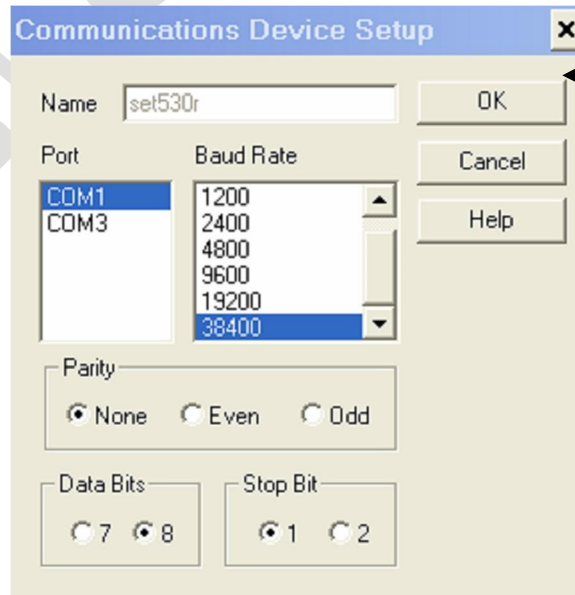 Communications Device Setup
Name set530r
OK
Port Baud Rate
Cancel
COM1
COM3
1200
2400
4800
9600
19200
38400
Help
Parity
None Even Odd
Data Bits Stop Bit
7 8 1 2